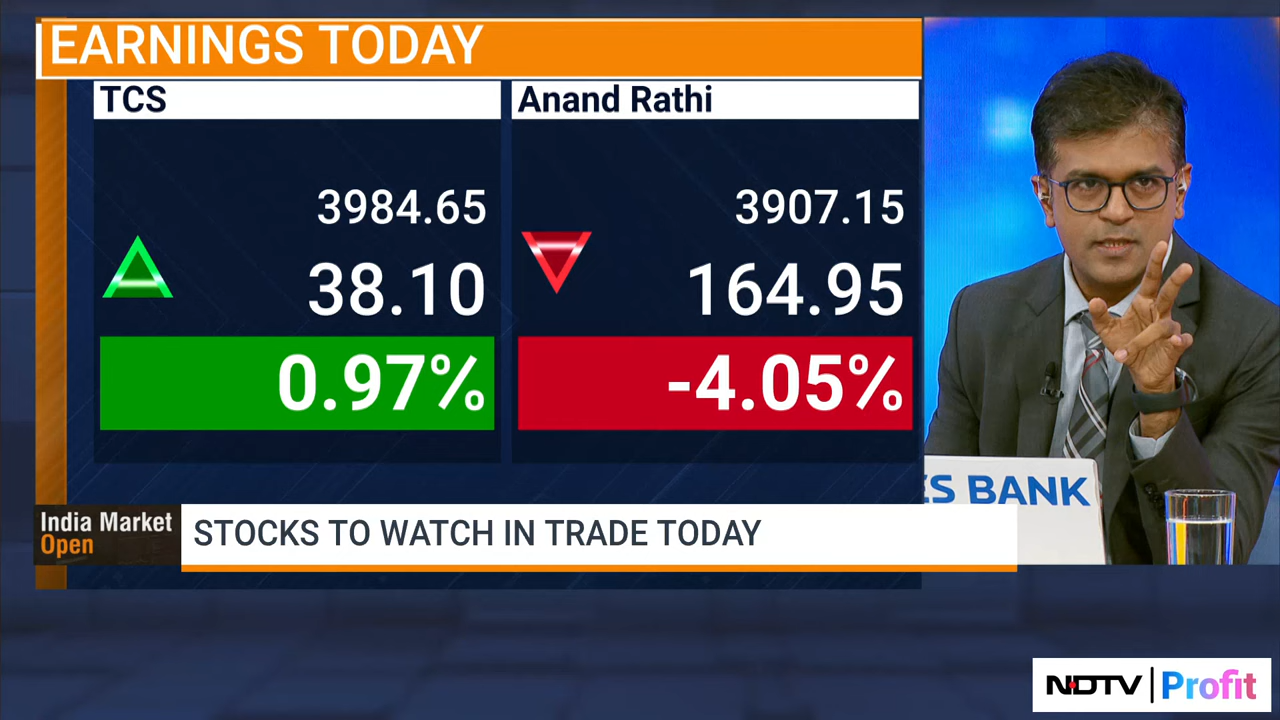 EARNINGS TODAY
TCS
3984.65
38.10
0.97%
Anand Rathi
3907.15
164.95
-4.05%
BANK
India Market
Open
STOCKS TO WATCH IN TRADE TODAY
NDTV Profit